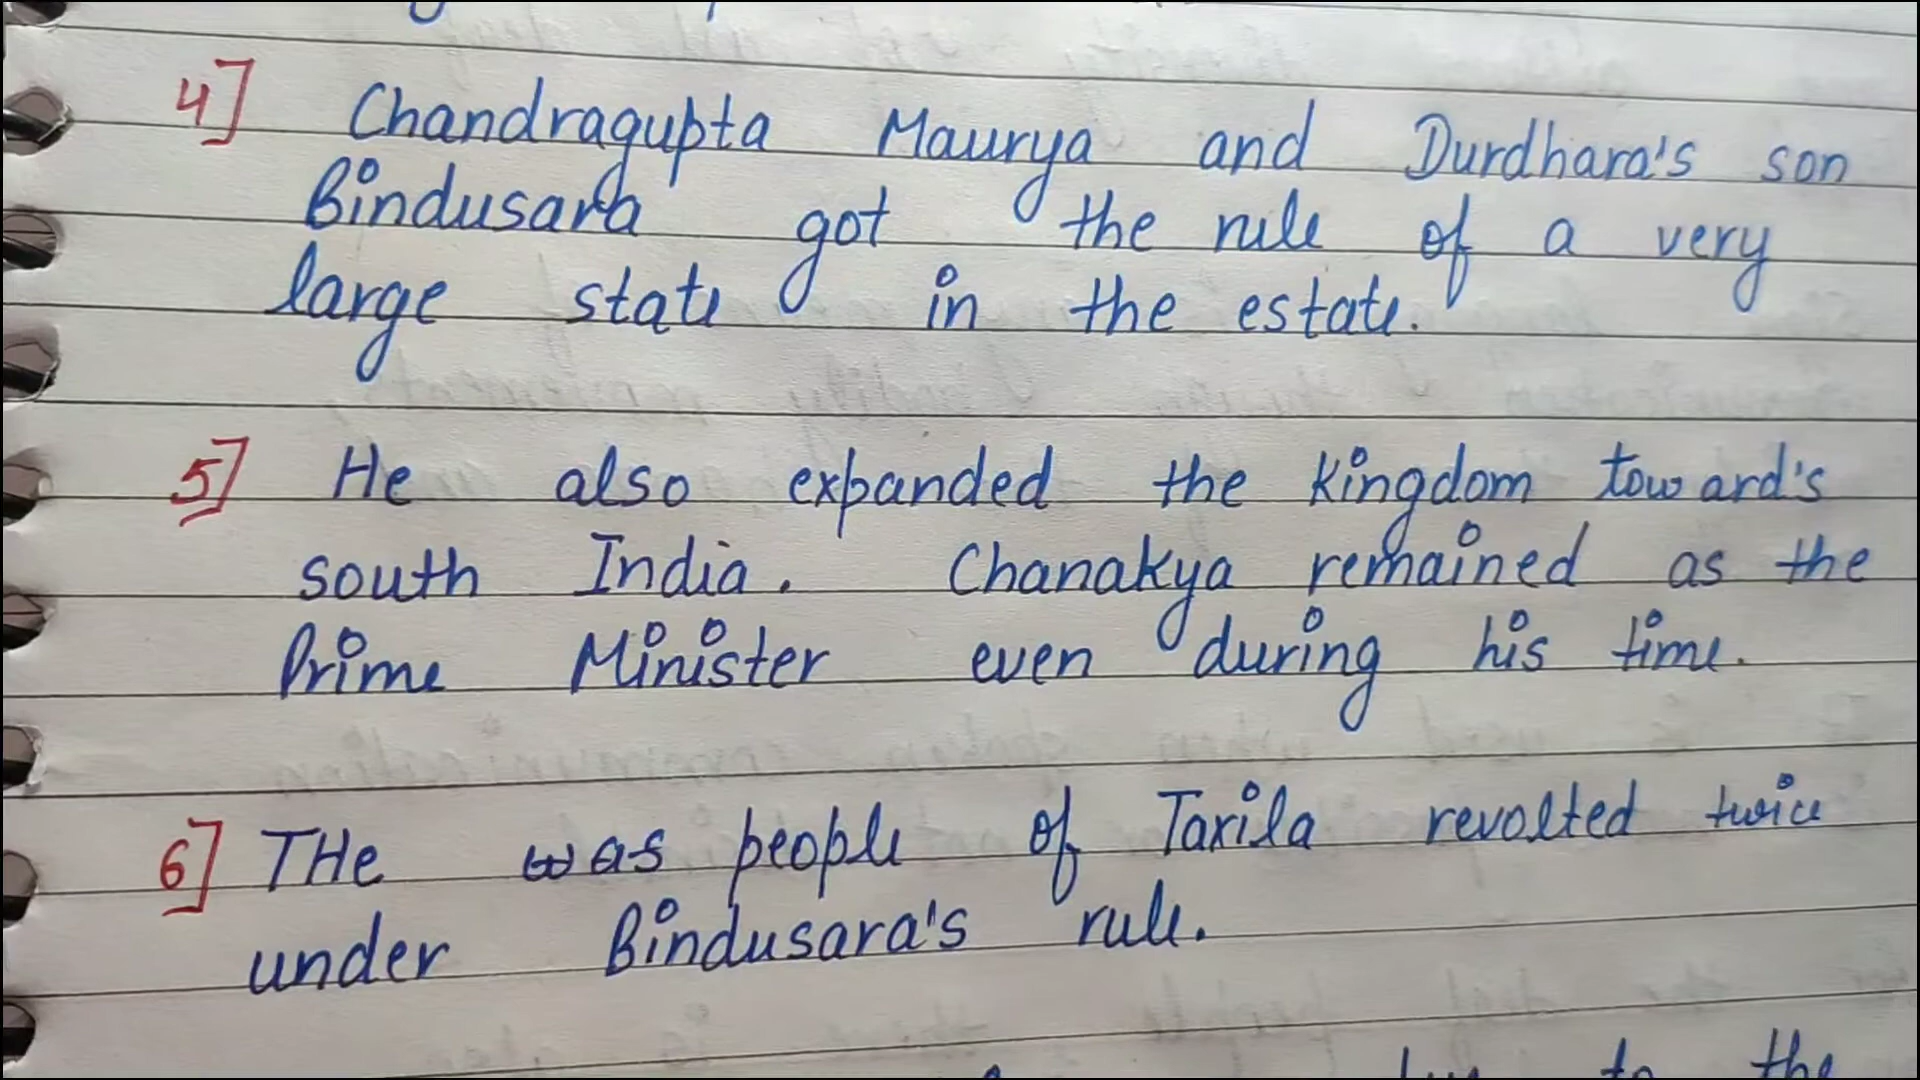 4] Chandragupta Maurya and Durdhara's son
Bindusara got the rule of a very
large state in the estate.
5] He also expanded the kingdom toward's
south India. Chanakya remained as the
Prime Minister even during his time.
6] THe was people of Taxila revolted twice
under Bindusara's rule.
to the